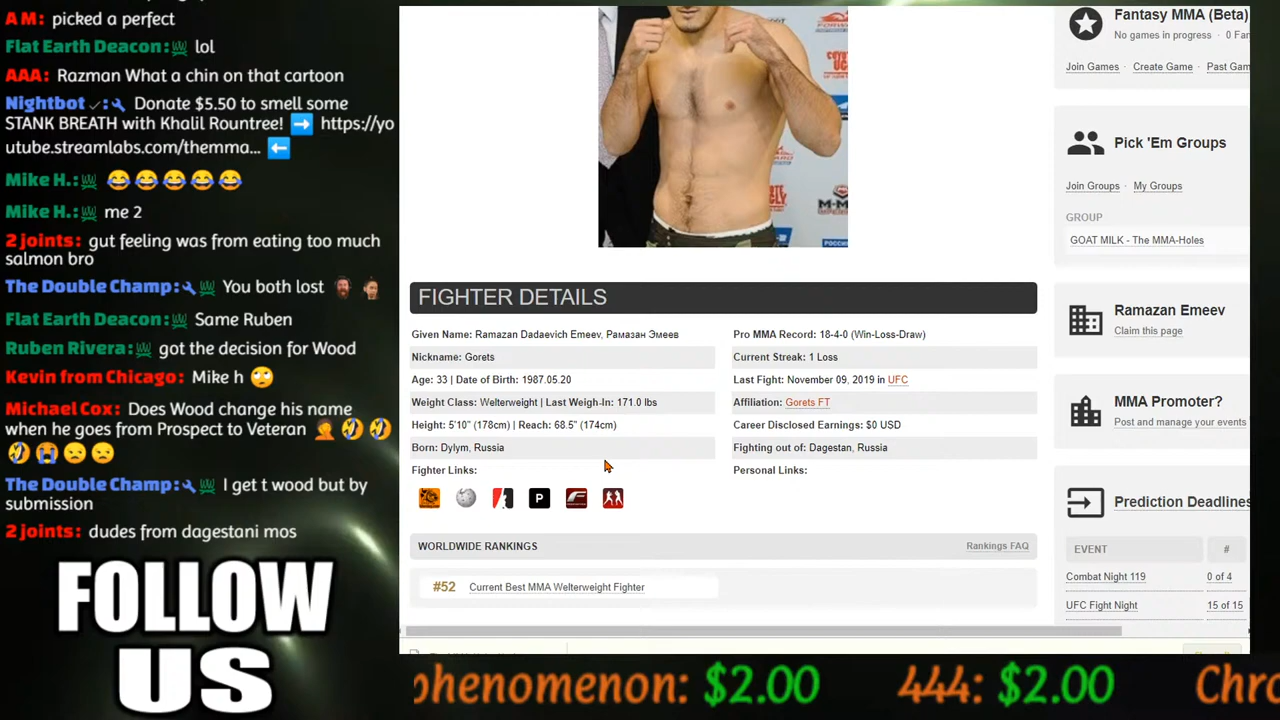 A M: picked a perfect
Flat Earth Deacon: lol
AAA: Razman What a chin on that cartoon
Nightbot ✓: Donate $5.50 to smell some
STANK BREATH with Khalil Rountree! ➡ https://yo
utube.streamlabs.com/themma... ⬅
Mike H.: 😂😂😂😂😂
Mike H.: me 2
2 joints: gut feeling was from eating too much
salmon bro
The Double Champ: You both lost
Flat Earth Deacon: Same Ruben
Ruben Rivera: got the decision for Wood
Kevin from Chicago: Mike h 🙄
Michael Cox: Does Wood change his name
when he goes from Prospect to Veteran 🤦🤣🤣
🤣😭😒😒
The Double Champ: I get t wood but by
submission
2 joints: dudes from dagestani mos
FOLLOW
US
FIGHTER DETAILS
Given Name: Ramazan Dadaevich Emeev, Рамазан Эмеев
Nickname: Gorets
Age: 33 | Date of Birth: 1987.05.20
Weight Class: Welterweight | Last Weigh-In: 171.0 lbs
Height: 5'10" (178cm) | Reach: 68.5" (174cm)
Born: Dylym, Russia
Fighter Links:
P
Pro MMA Record: 18-4-0 (Win-Loss-Draw)
Current Streak: 1 Loss
Last Fight: November 09, 2019 in UFC
Affiliation: Gorets FT
Career Disclosed Earnings: $0 USD
Fighting out of: Dagestan, Russia
Personal Links:
WORLDWIDE RANKINGS
Rankings FAQ
#52 Current Best MMA Welterweight Fighter
Fantasy MMA (Beta)
No games in progress · 0 Fan
Join Games · Create Game · Past Gam
Pick 'Em Groups
Join Groups · My Groups
GROUP
GOAT MILK - The MMA-Holes
Ramazan Emeev
Claim this page
MMA Promoter?
Post and manage your events
Prediction Deadlines
EVENT #
Combat Night 119 0 of 4
UFC Fight Night 15 of 15
phenomenon: $2.00 444: $2.00 Chro